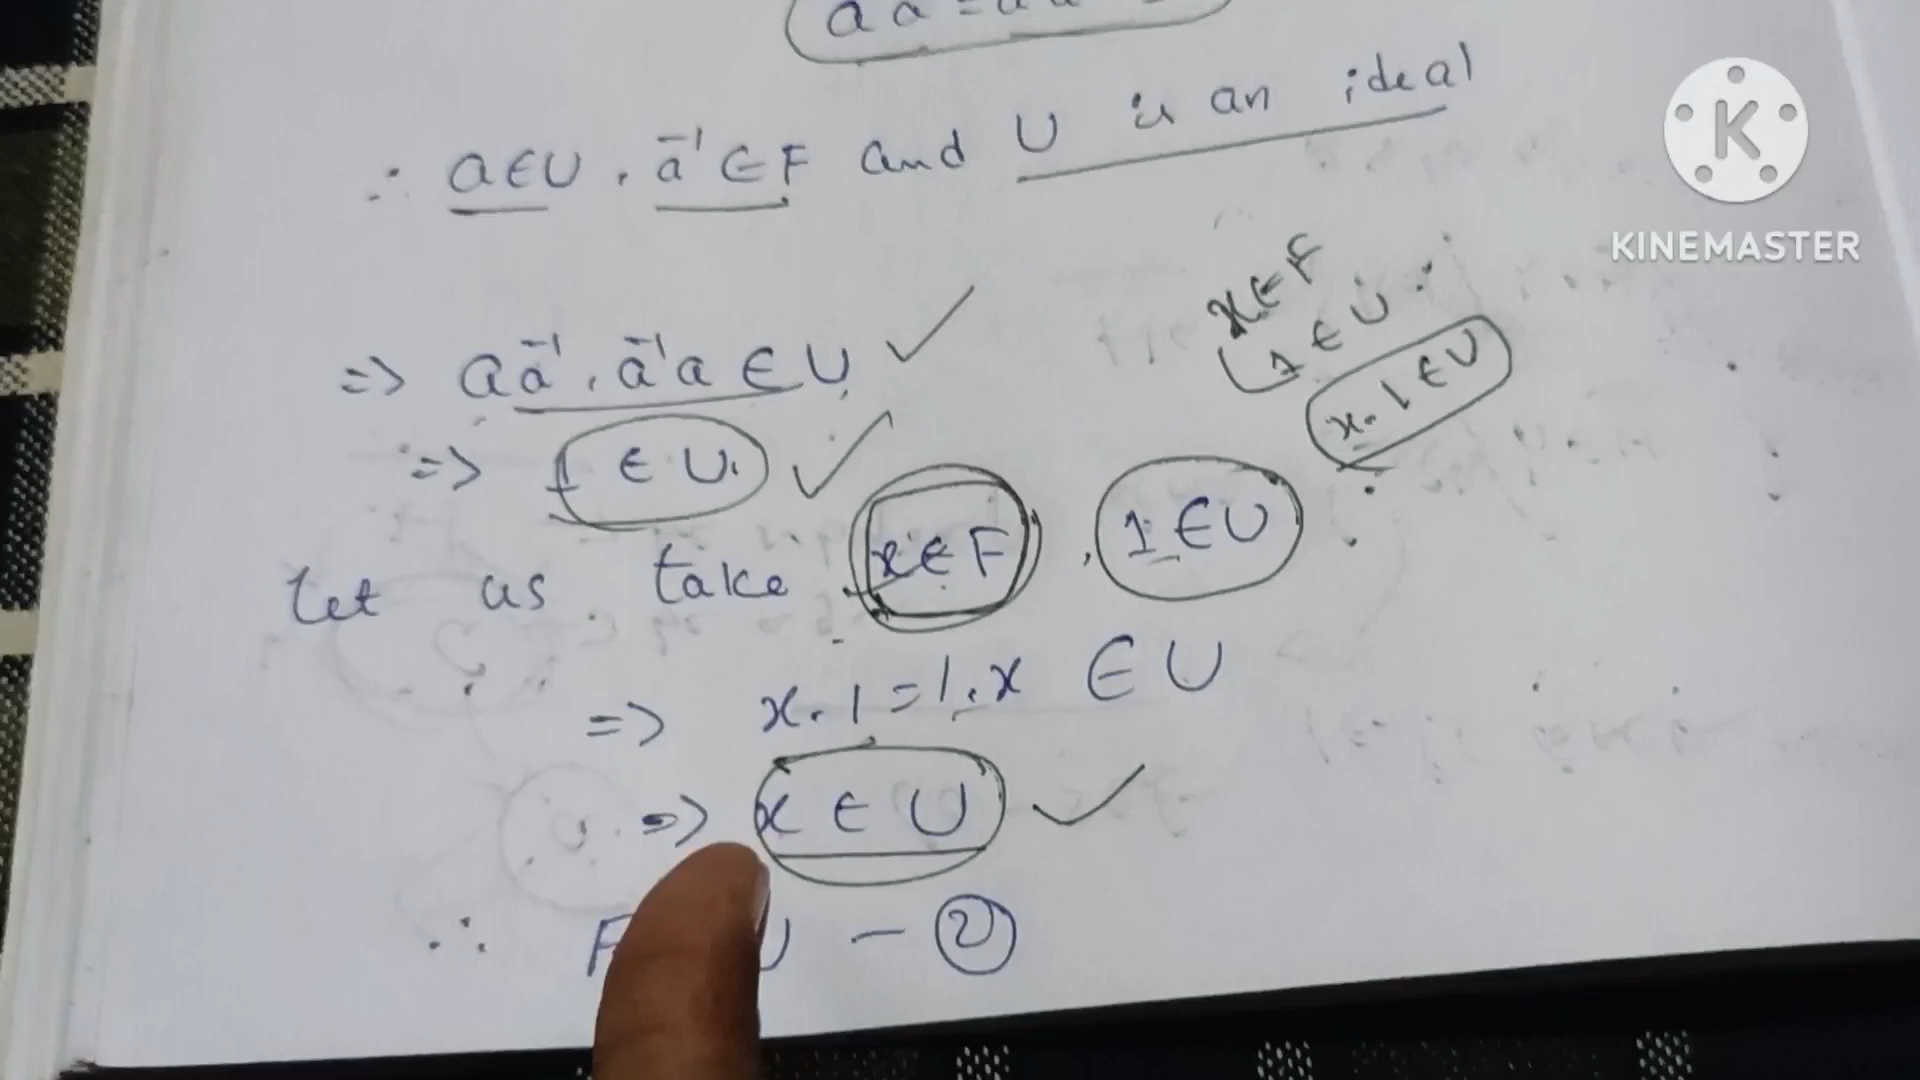 ∴ a∈U, a⁻¹∈F and U is an ideal
K
KINEMASTER
x∈F
1∈U
x.1∈U
=> aa⁻¹, a⁻¹a ∈ U
=> 1 ∈ U.
Let us take x∈F, 1∈U
=> x.1=1.x ∈ U
=> x ∈ U
∴ F U - ②